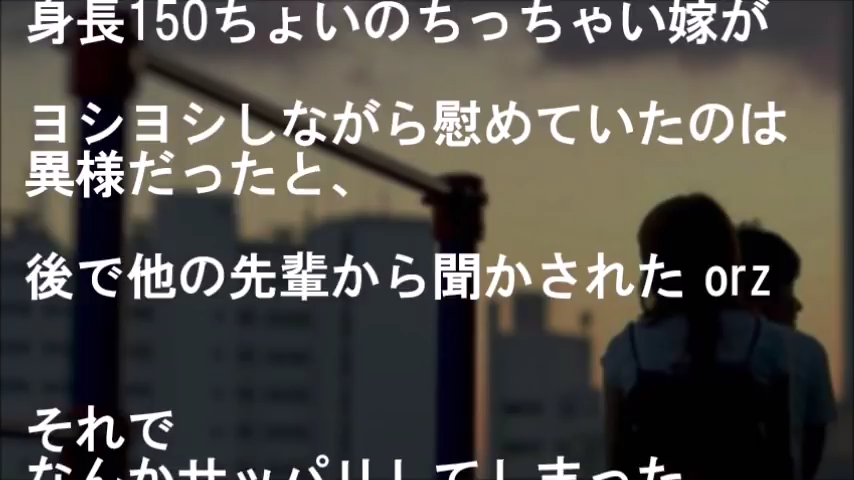 身長150ちょいのちっちゃい嫁が
ヨシヨシしながら慰めていたのは
異様だったと、
後で他の先輩から聞かされた orz
それで
なんかサッパリしてしまった